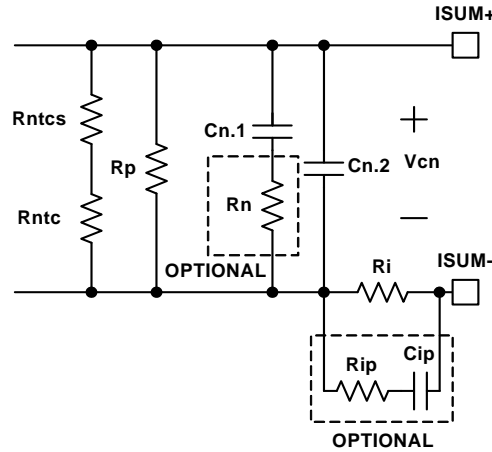 ISUM+
Rntcs
Cn.1
+
Rp
Cn.2
Vcn
Rntc
Rn
−
OPTIONAL
Ri
ISUM-
Rip
Cip
OPTIONAL